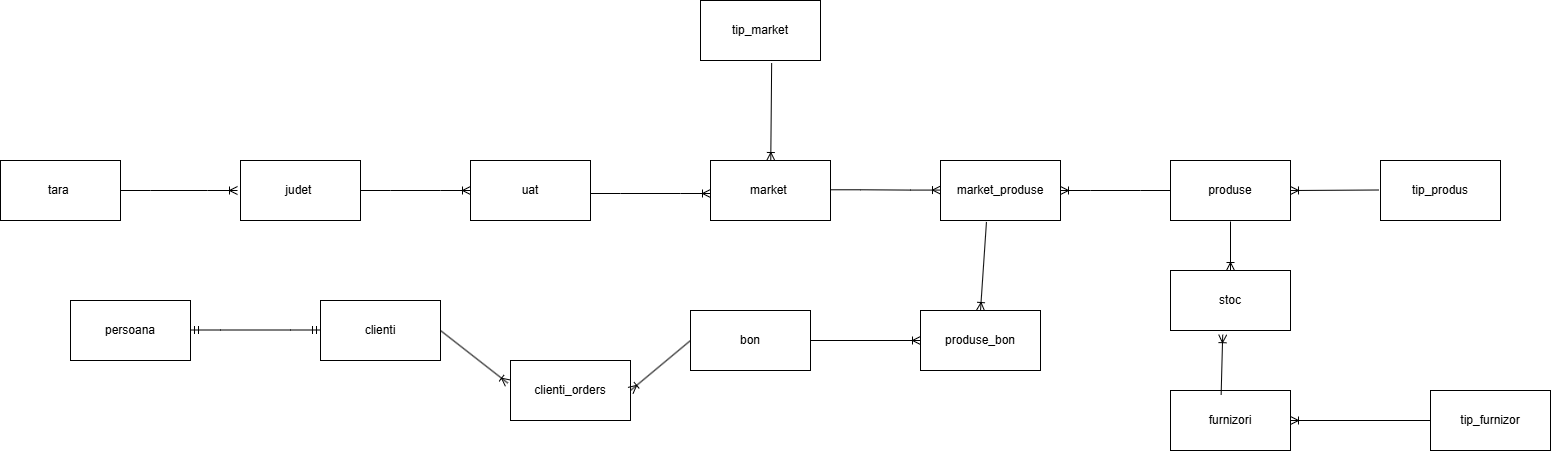 tip_market
tara
judet
uat
market
market_produse
produse
tip_produs
stoc
persoana
clienti
bon
produse_bon
clienti_orders
furnizori
tip_furnizor